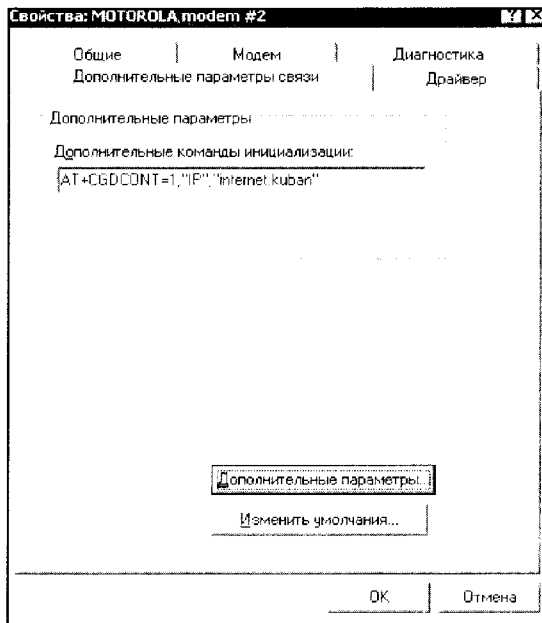 Свойства: MOTOROLA, modem #2
Общие
Модем
Диагностика
Дополнительные параметры связи
Драйвер
Дополнительные параметры
Дополнительные команды инициализации:
AT+CGDCONT=1,"IP","internet.kuban"
Дополнительные параметры...
Изменить умолчания...
OK
Отмена